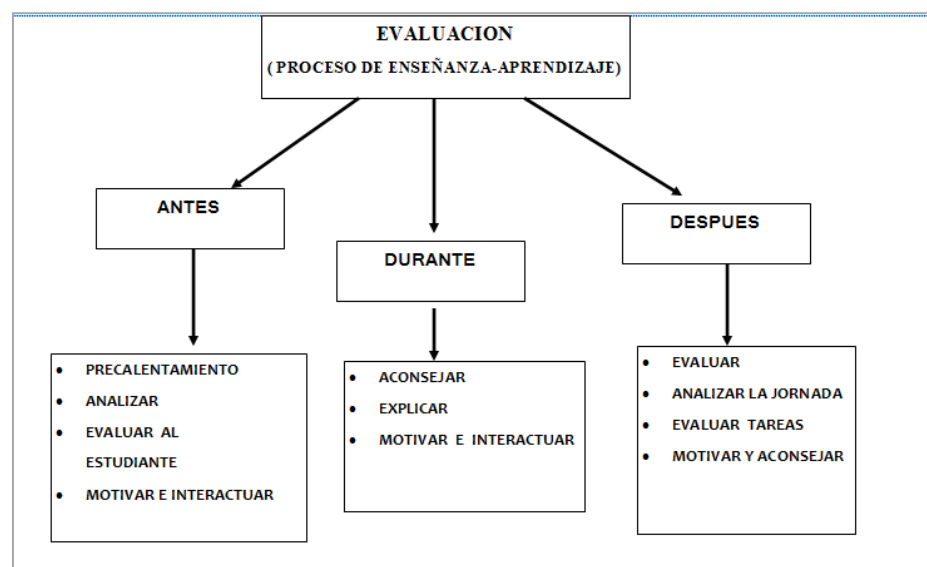 EVALUACION
( PROCESO DE ENSEÑANZA-APRENDIZAJE)
ANTES
• PRECALENTAMIENTO
• ANALIZAR
• EVALUAR AL
ESTUDIANTE
• MOTIVAR E INTERACTUAR
DURANTE
• ACONSEJAR
• EXPLICAR
• MOTIVAR E INTERACTUAR
DESPUES
• EVALUAR
• ANALIZAR LA JORNADA
• EVALUAR TAREAS
• MOTIVAR Y ACONSEJAR